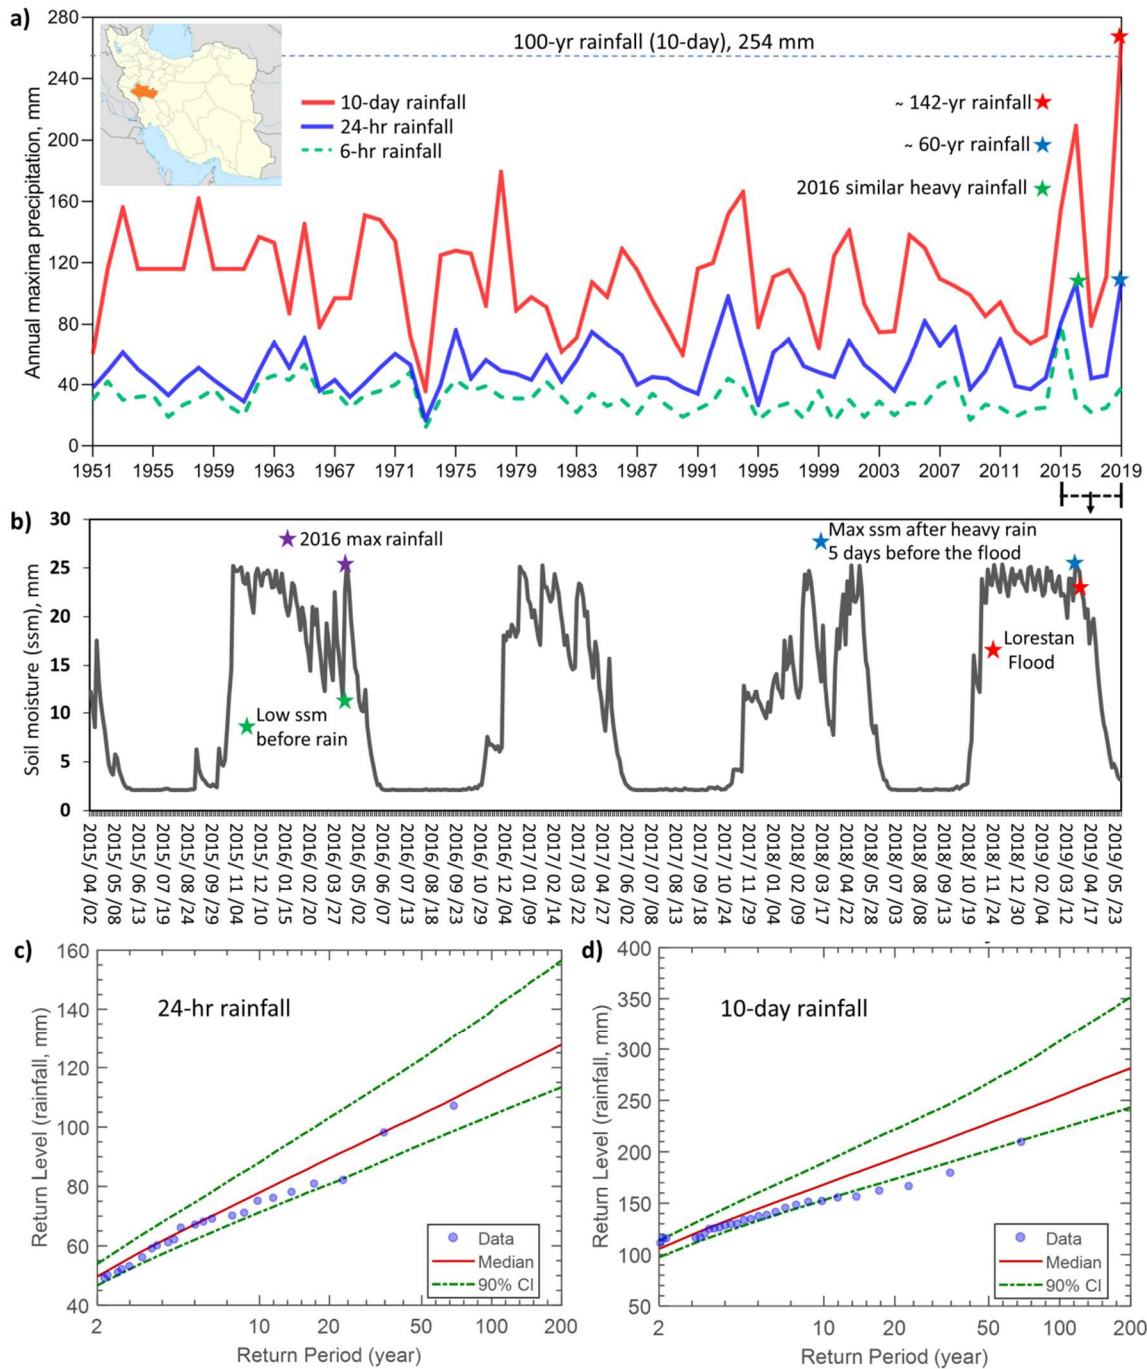 a)
280
240
200
160
120
80
40
0
Annual maxima precipitation, mm
100-yr rainfall (10-day), 254 mm
10-day rainfall
24-hr rainfall
6-hr rainfall
~ 142-yr rainfall
~ 60-yr rainfall
2016 similar heavy rainfall
1951 1955 1959 1963 1967 1971 1975 1979 1983 1987 1991 1995 1999 2003 2007 2011 2015 2019
b)
30
25
20
15
10
5
0
Soil moisture (ssm), mm
2016 max rainfall
Low ssm
before rain
Max ssm after heavy rain
5 days before the flood
Lorestan
Flood
2015/ 04 /02
2015/ 05 /08
2015/ 06 /13
2015/ 07 /19
2015/ 08 /24
2015/ 09 /29
2015/ 11 /04
2015/ 12 /10
2016/ 01 /15
2016/ 02 /20
2016/ 03 /27
2016/ 05 /02
2016/ 06 /07
2016/ 07 /13
2016/ 08 /18
2016/ 09 /23
2016/ 10 /29
2016/ 12 /04
2017/ 01 /09
2017/ 02 /14
2017/ 03 /22
2017/ 04 /27
2017/ 06 /02
2017/ 07 /08
2017/ 08 /13
2017/ 09 /18
2017/ 10 /24
2017/ 11 /29
2018/ 01 /04
2018/ 02 /09
2018/ 03 /17
2018/ 04 /22
2018/ 05 /28
2018/ 07 /03
2018/ 08 /08
2018/ 09 /13
2018/ 10 /19
2018/ 11 /24
2018/ 12 /30
2019/ 02 /04
2019/ 03 /12
2019/ 04 /17
2019/ 05 /23
c)
160
140
120
100
80
60
40
Return Level (rainfall, mm)
24-hr rainfall
Data
Median
90% CI
2 10 20 50 100 200
Return Period (year)
d)
400
350
300
250
200
150
100
50
Return Level (rainfall, mm)
10-day rainfall
Data
Median
90% CI
2 10 20 50 100 200
Return Period (year)